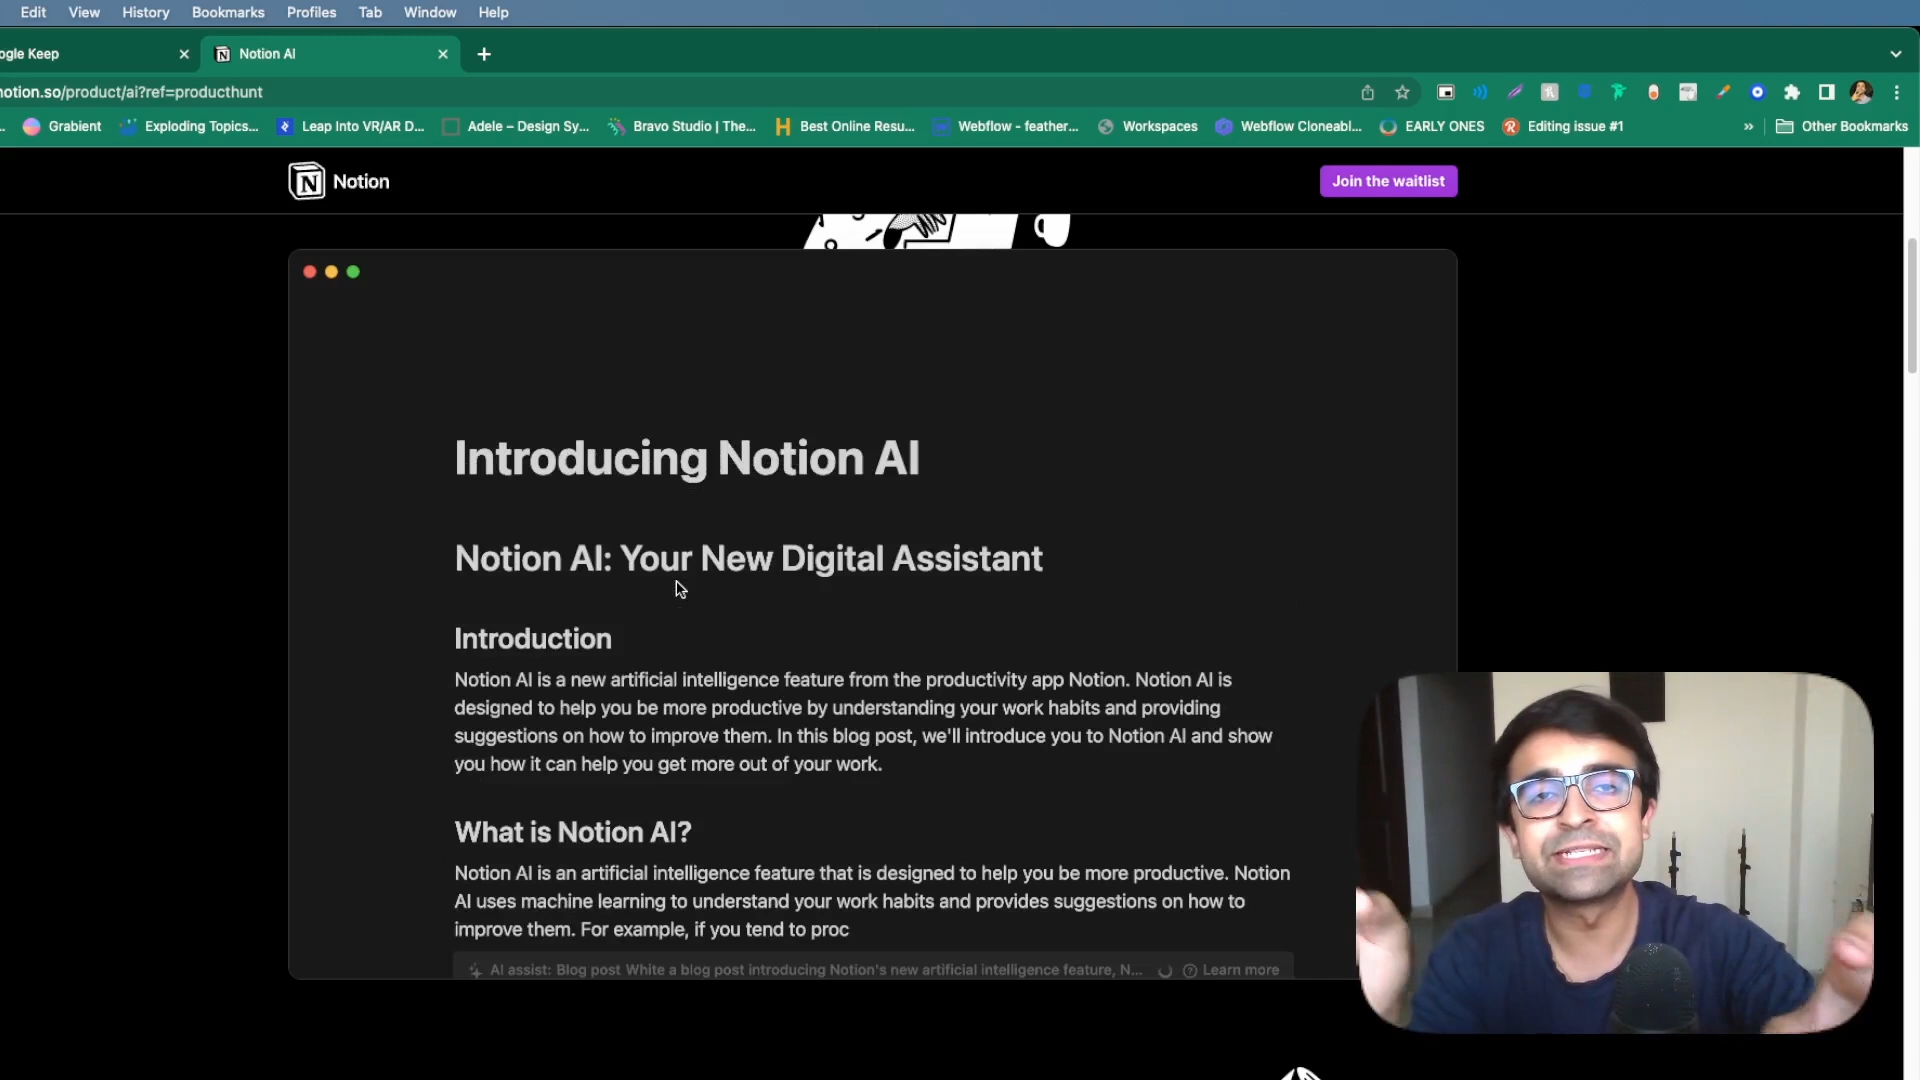 Edit View History Bookmarks Profiles Tab Window Help
ogle Keep Notion AI
notion.so/product/ai?ref=producthunt
Grabient Exploding Topics... Leap Into VR/AR D... Adele – Design Sy... Bravo Studio | The... Best Online Resu... Webflow - feather... Workspaces Webflow Cloneabl... EARLY ONES Editing issue #1 » Other Bookmarks
Notion Join the waitlist
Introducing Notion AI
Notion AI: Your New Digital Assistant
Introduction
Notion AI is a new artificial intelligence feature from the productivity app Notion. Notion AI is
designed to help you be more productive by understanding your work habits and providing
suggestions on how to improve them. In this blog post, we'll introduce you to Notion AI and show
you how it can help you get more out of your work.
What is Notion AI?
Notion AI is an artificial intelligence feature that is designed to help you be more productive. Notion
AI uses machine learning to understand your work habits and provides suggestions on how to
improve them. For example, if you tend to proc
AI assist: Blog post White a blog post introducing Notion's new artificial intelligence feature, N... Learn more